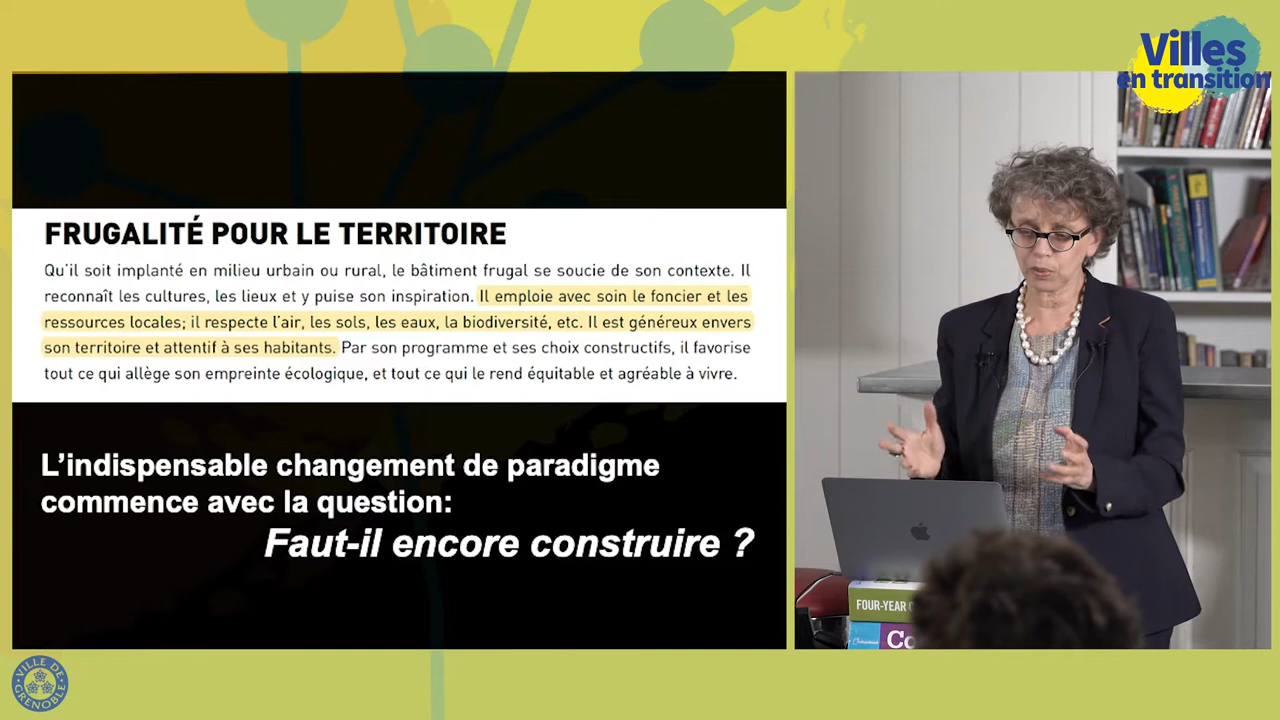 Villes
en transition
FRUGALITÉ POUR LE TERRITOIRE
Qu'il soit implanté en milieu urbain ou rural, le bâtiment frugal se soucie de son contexte. Il
reconnaît les cultures, les lieux et y puise son inspiration. Il emploie avec soin le foncier et les
ressources locales; il respecte l'air, les sols, les eaux, la biodiversité, etc. Il est généreux envers
son territoire et attentif à ses habitants. Par son programme et ses choix constructifs, il favorise
tout ce qui allège son empreinte écologique, et tout ce qui le rend équitable et agréable à vivre.
L'indispensable changement de paradigme
commence avec la question:
Faut-il encore construire ?
FOUR-YEAR
Co
VILLE DE
GRENOBLE